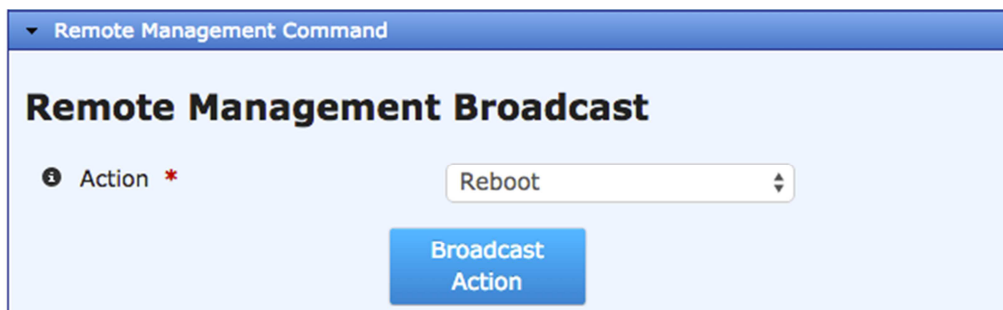 Remote Management Command
Remote Management Broadcast
Action *
Reboot
Broadcast
Action